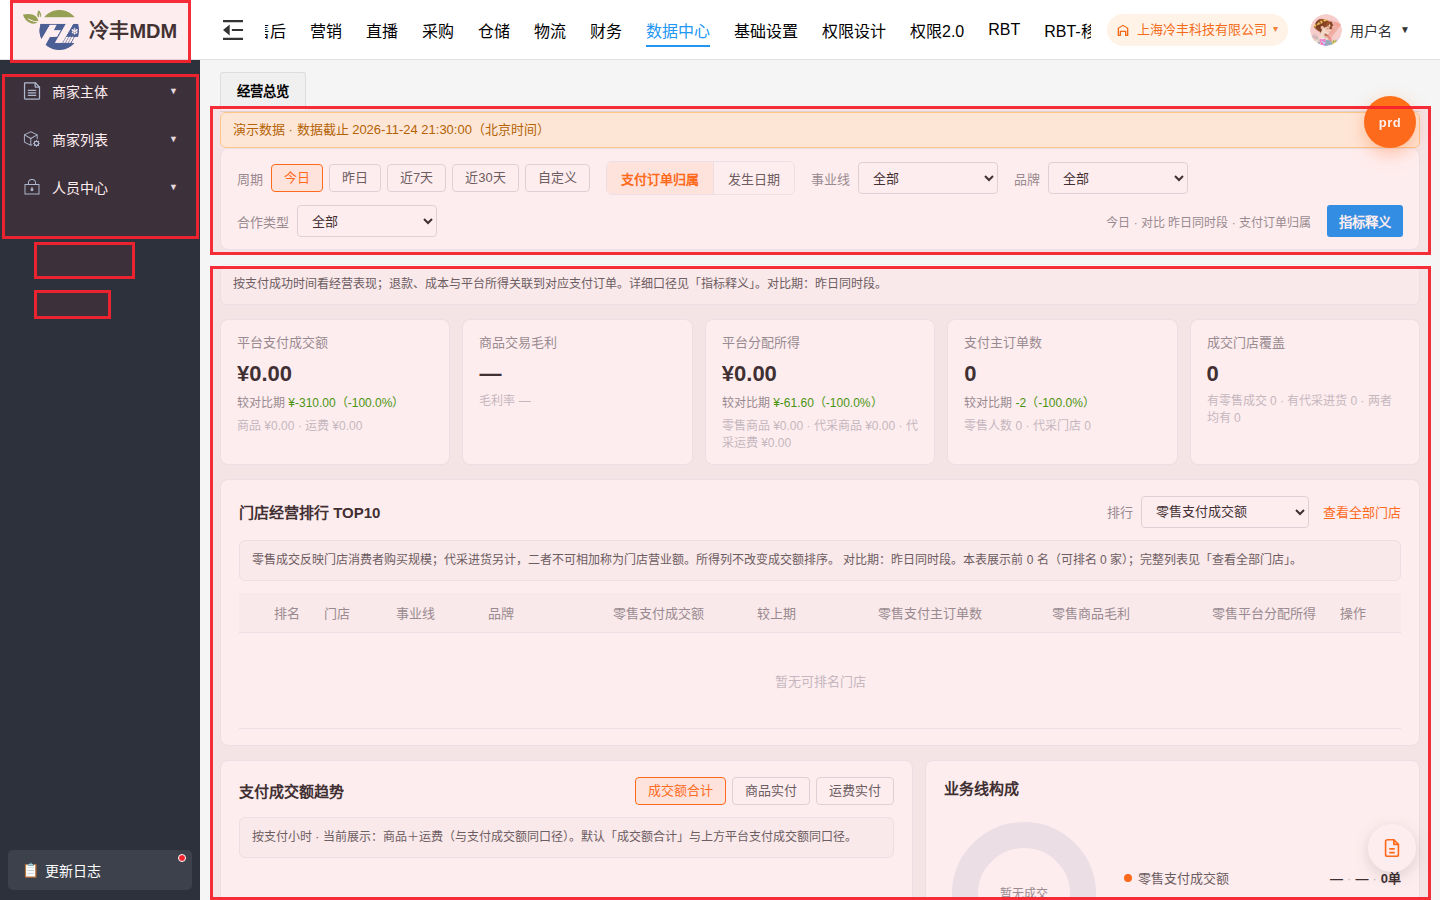 冷丰MDM
售后 营销 直播 采购 仓储 物流 财务 数据中心 基础设置 权限设计 权限2.0 RBT RBT-移
上海冷丰科技有限公司 ▼
用户名 ▼
商家主体 ▼
商家列表 ▼
人员中心 ▼
更新日志
经营总览
演示数据 · 数据截止 2026-11-24 21:30:00（北京时间）
prd
周期 今日 昨日 近7天 近30天 自定义 支付订单归属 发生日期 事业线 全部 品牌 全部
合作类型 全部 今日 · 对比 昨日同时段 · 支付订单归属 指标释义
按支付成功时间看经营表现；退款、成本与平台所得关联到对应支付订单。详细口径见「指标释义」。对比期：昨日同时段。
平台支付成交额
¥0.00
较对比期 ¥-310.00（-100.0%）
商品 ¥0.00 · 运费 ¥0.00
商品交易毛利
—
毛利率 —
平台分配所得
¥0.00
较对比期 ¥-61.60（-100.0%）
零售商品 ¥0.00 · 代采商品 ¥0.00 · 代
采运费 ¥0.00
支付主订单数
0
较对比期 -2（-100.0%）
零售人数 0 · 代采门店 0
成交门店覆盖
0
有零售成交 0 · 有代采进货 0 · 两者
均有 0
门店经营排行 TOP10
排行 零售支付成交额 查看全部门店
零售成交反映门店消费者购买规模；代采进货另计，二者不可相加称为门店营业额。所得列不改变成交额排序。 对比期：昨日同时段。本表展示前 0 名（可排名 0 家）；完整列表见「查看全部门店」。
排名 门店 事业线 品牌 零售支付成交额 较上期 零售支付主订单数 零售商品毛利 零售平台分配所得 操作
暂无可排名门店
支付成交额趋势
成交额合计 商品实付 运费实付
按支付小时 · 当前展示：商品＋运费（与支付成交额同口径）。默认「成交额合计」与上方平台支付成交额同口径。
业务线构成
暂无成交
零售支付成交额 — · — · 0单